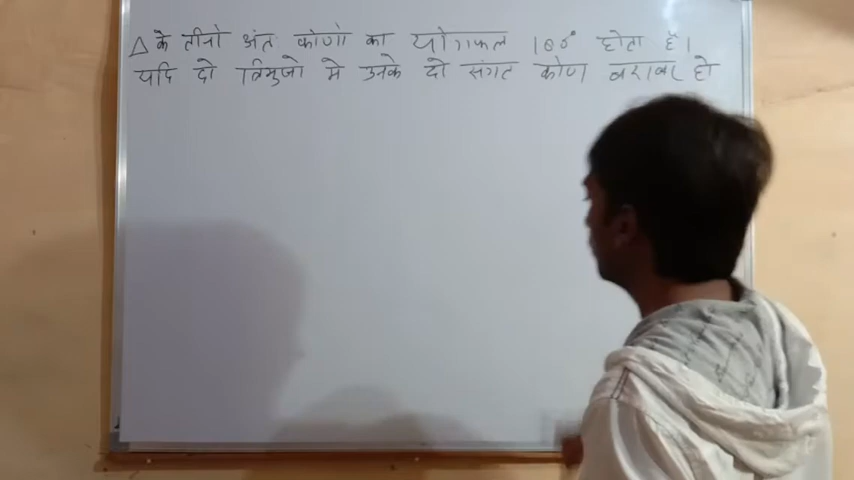 △ के तीनो अंत कोणो का योगफल 180° होता है।
यदि दो त्रिभुजो मे उनके दो संगत कोण बराबर हो